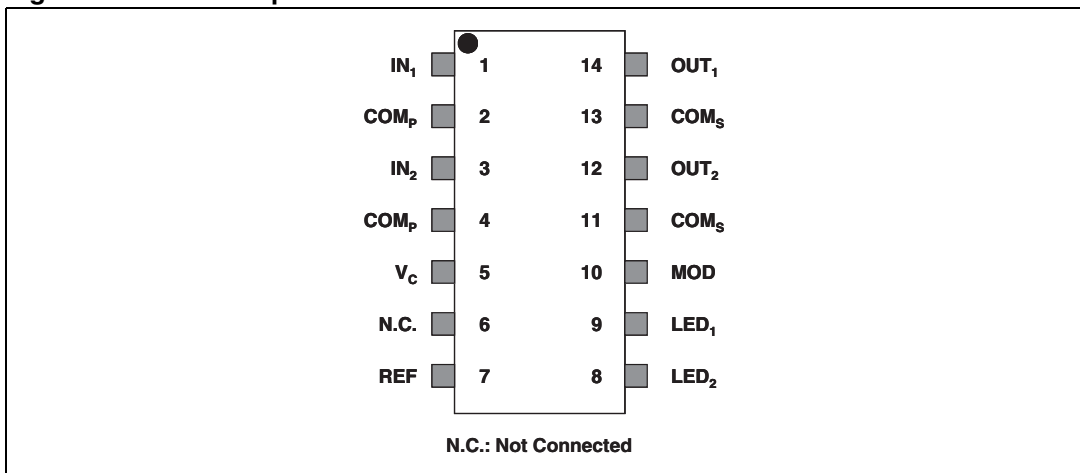 IN₁ 1 14 OUT₁
COMₚ 2 13 COMₛ
IN₂ 3 12 OUT₂
COMₚ 4 11 COMₛ
V_C 5 10 MOD
N.C. 6 9 LED₁
REF 7 8 LED₂
N.C.: Not Connected